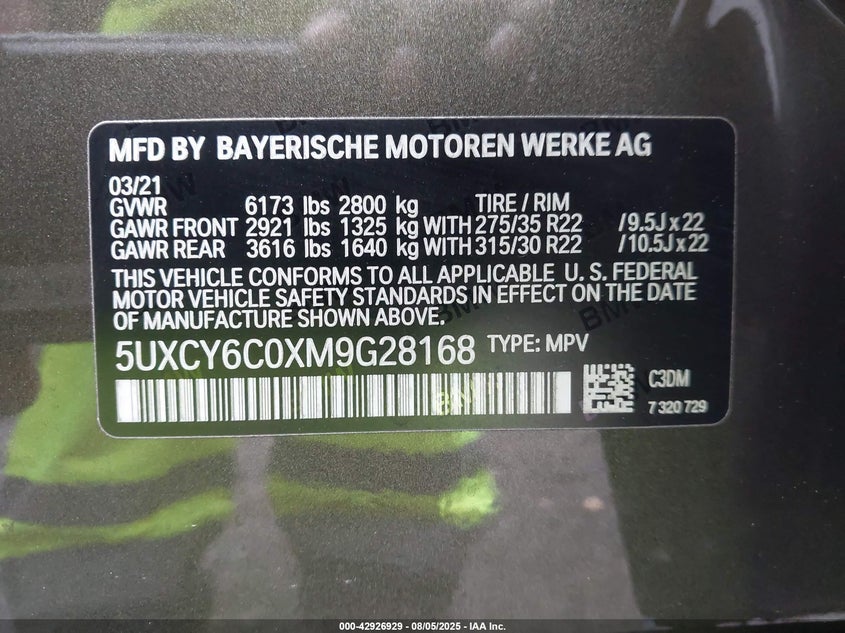 MFD BY BAYERISCHE MOTOREN WERKE AG
03/21
GVWR 6173 lbs 2800 kg TIRE / RIM
GAWR FRONT 2921 lbs 1325 kg WITH 275/35 R22 /9.5J x 22
GAWR REAR 3616 lbs 1640 kg WITH 315/30 R22 /10.5J x 22
THIS VEHICLE CONFORMS TO ALL APPLICABLE U. S. FEDERAL
MOTOR VEHICLE SAFETY STANDARDS IN EFFECT ON THE DATE
OF MANUFACTURE SHOWN ABOVE.
5UXCY6C0XM9G28168 TYPE: MPV
C3DM
7 320 729
000-42926929 - 08/05/2025 - IAA Inc.